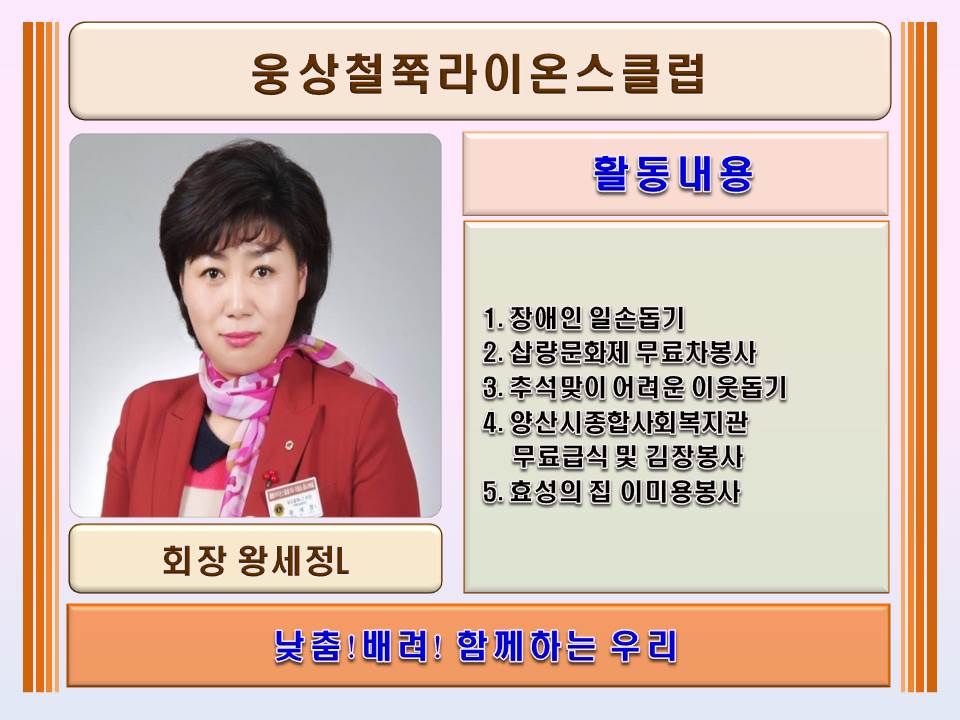 웅상철쭉라이온스클럽
활동내용
1. 장애인 일손돕기
2. 삽량문화제 무료차봉사
3. 추석맞이 어려운 이웃돕기
4. 양산시종합사회복지관
무료급식 및 김장봉사
5. 효성의 집 이미용봉사
회장 왕세정L
낮춤!배려! 함께하는 우리